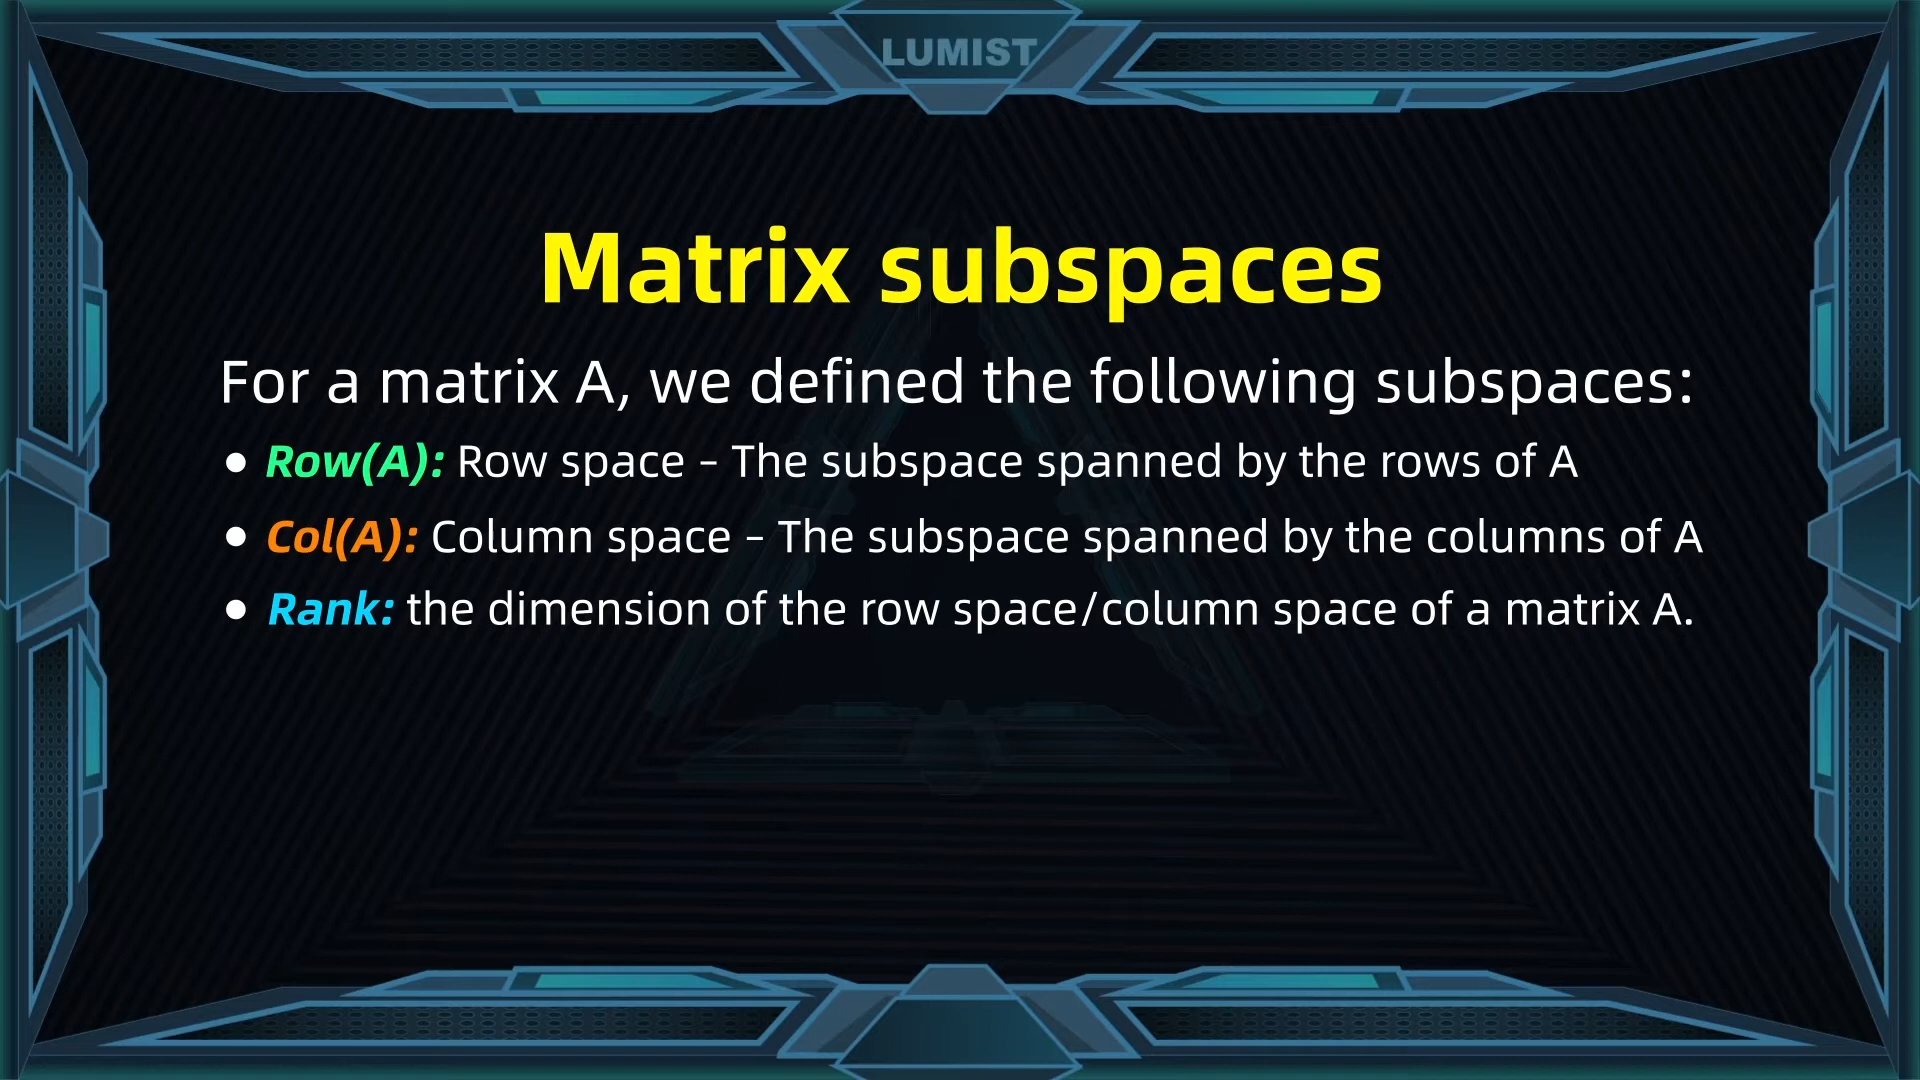 LUMIST
Matrix subspaces
For a matrix A, we defined the following subspaces:
• Row(A): Row space – The subspace spanned by the rows of A
• Col(A): Column space – The subspace spanned by the columns of A
• Rank: the dimension of the row space/column space of a matrix A.